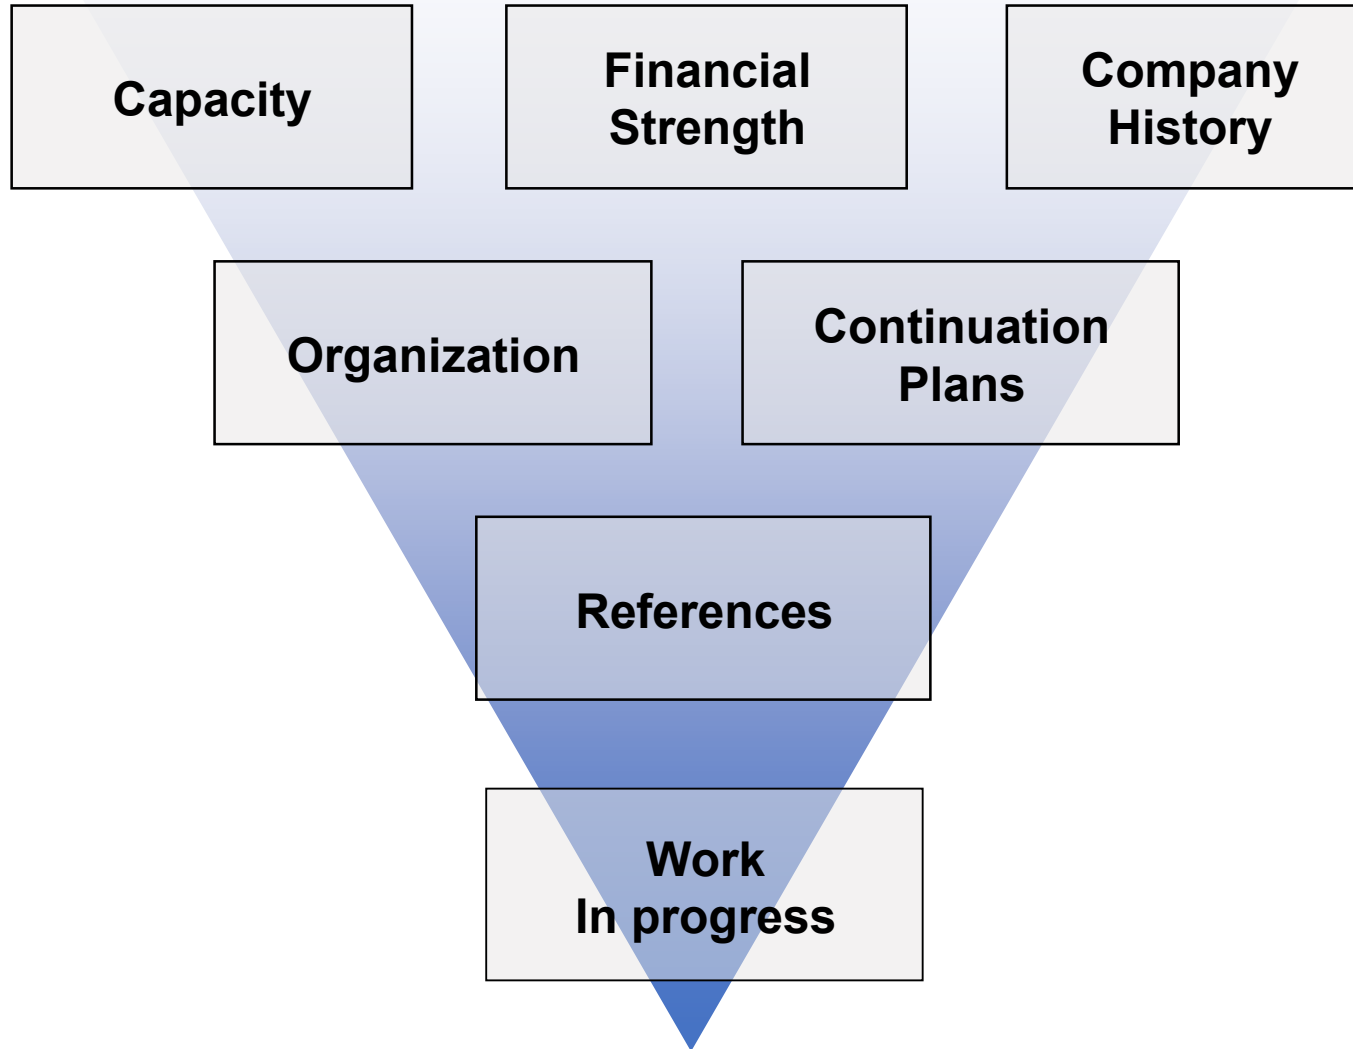 Capacity
Financial
Strength
Company
History
Organization
Continuation
Plans
References
Work
In progress